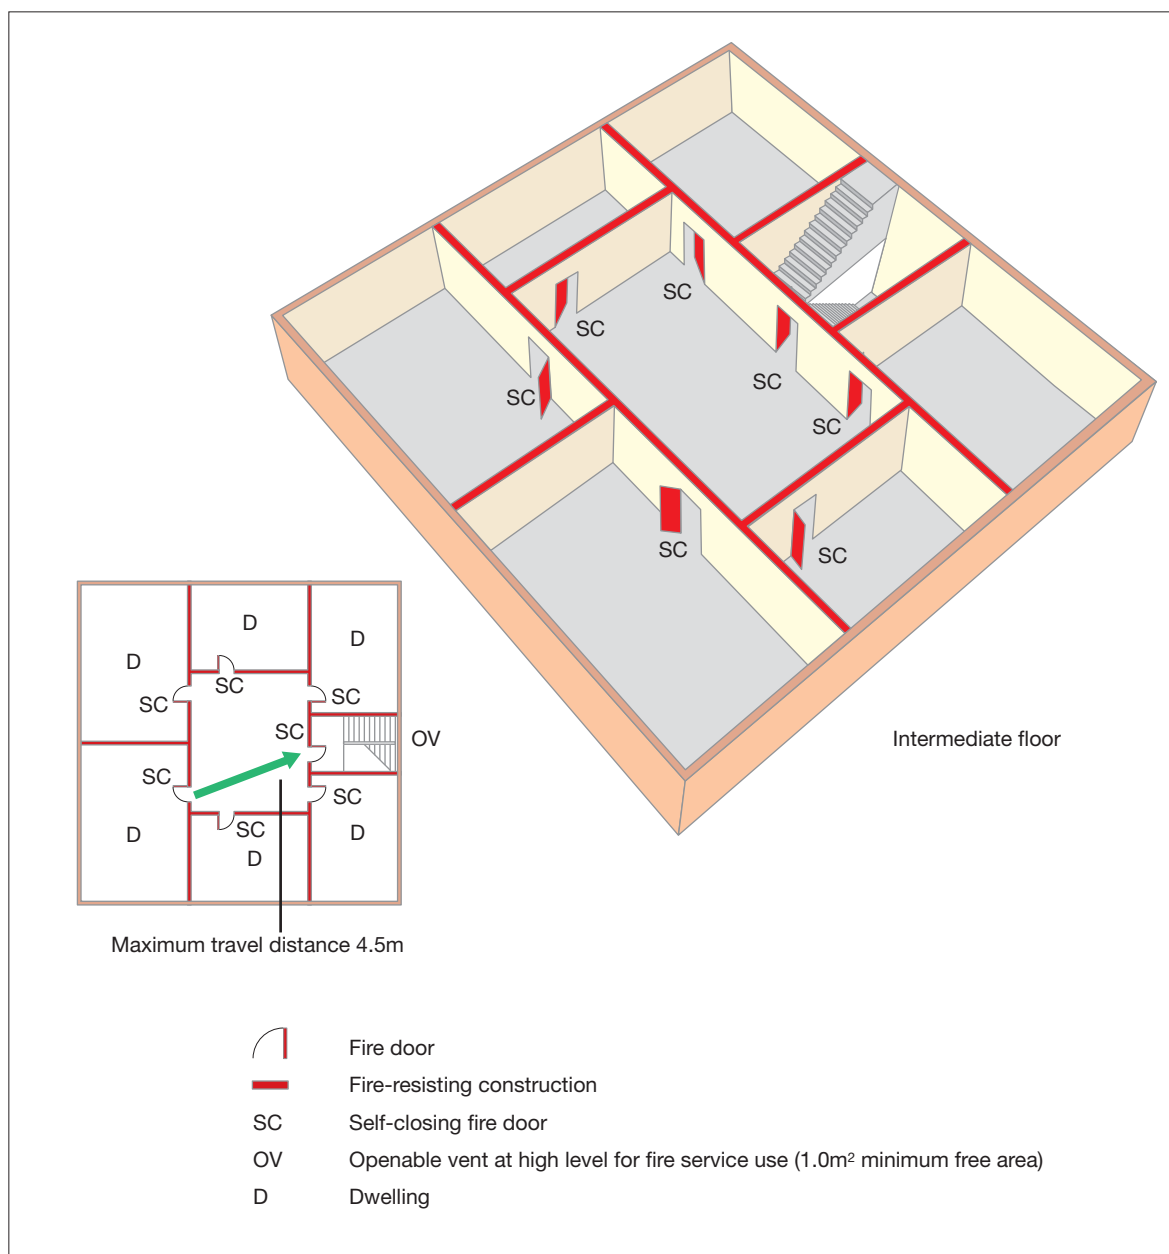 SC
SC
SC
SC
SC
SC
SC
Intermediate floor
D
D
D
SC
SC
SC
SC
OV
SC
SC
SC
D
D
D
Maximum travel distance 4.5m
Fire door
Fire-resisting construction
SC Self-closing fire door
OV Openable vent at high level for fire service use (1.0m² minimum free area)
D Dwelling